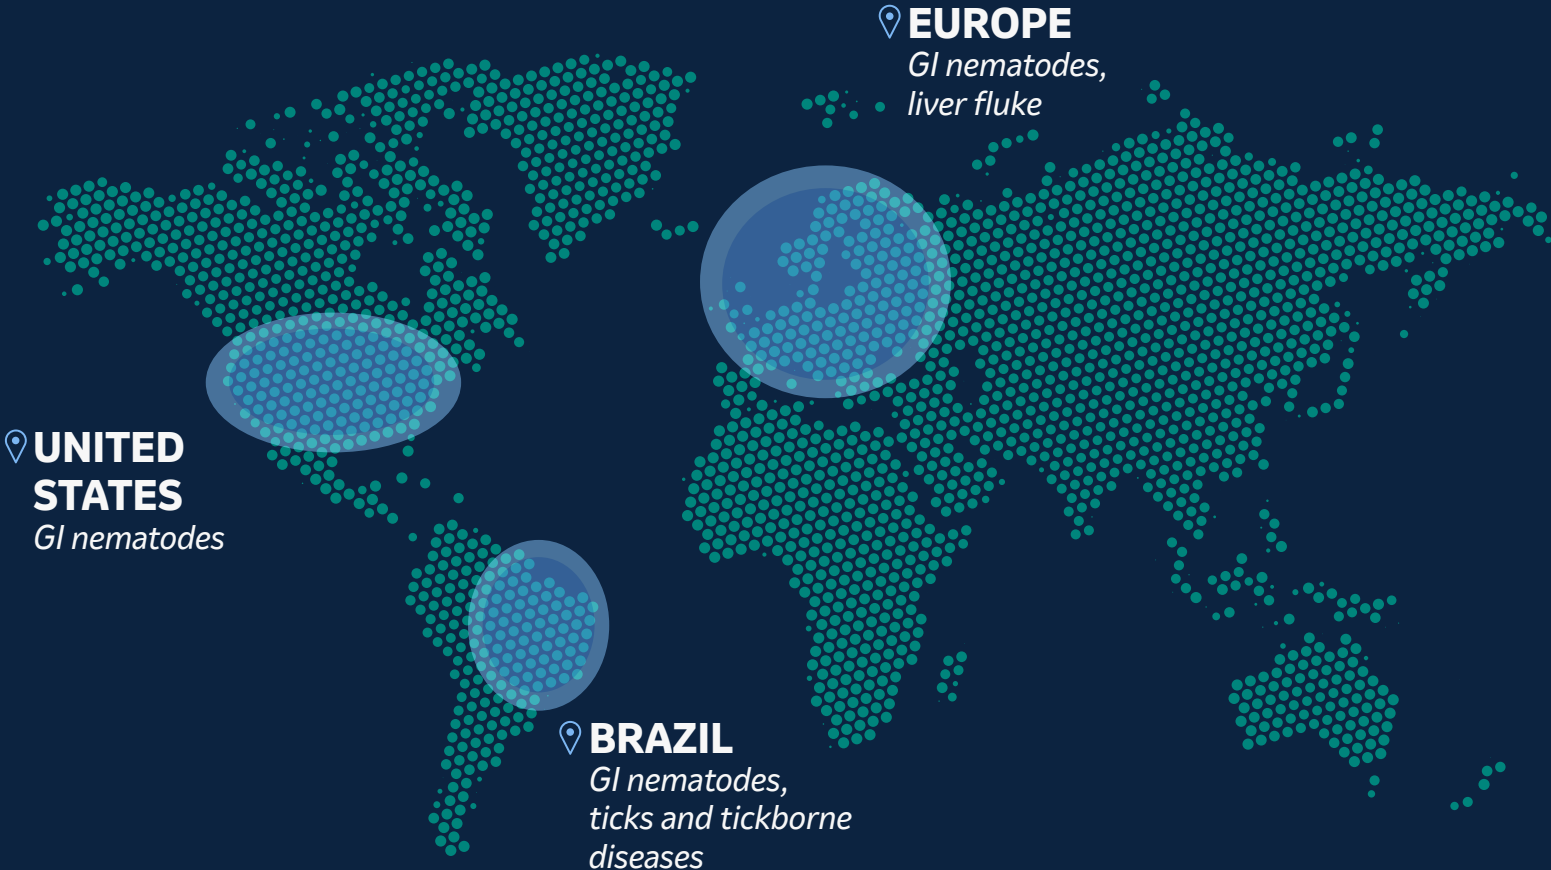 EUROPE
GI nematodes,
liver fluke
UNITED
STATES
GI nematodes
BRAZIL
GI nematodes,
ticks and tickborne
diseases